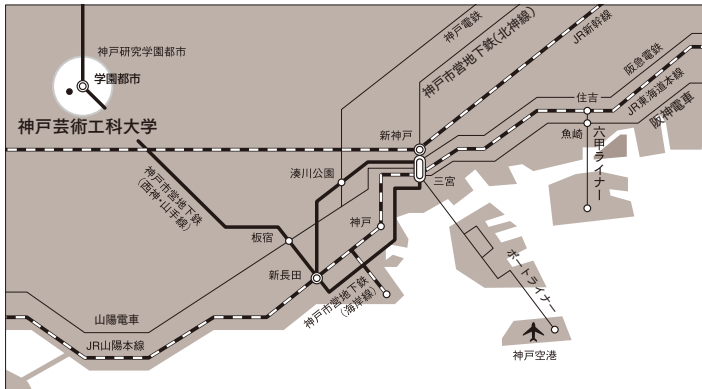 神戸電鉄
神戸市営地下鉄(北神線)
JR新幹線
神戸研究学園都市
学園都市
阪急電鉄
JR東海道本線
住吉
阪神電車
神戸芸術工科大学
新神戸
魚崎
六甲ライナー
湊川公園
三宮
神戸市営地下鉄
(西神・山手線)
神戸
板宿
新長田
ポートライナー
神戸市営地下鉄
(海岸線)
山陽電車
JR山陽本線
神戸空港